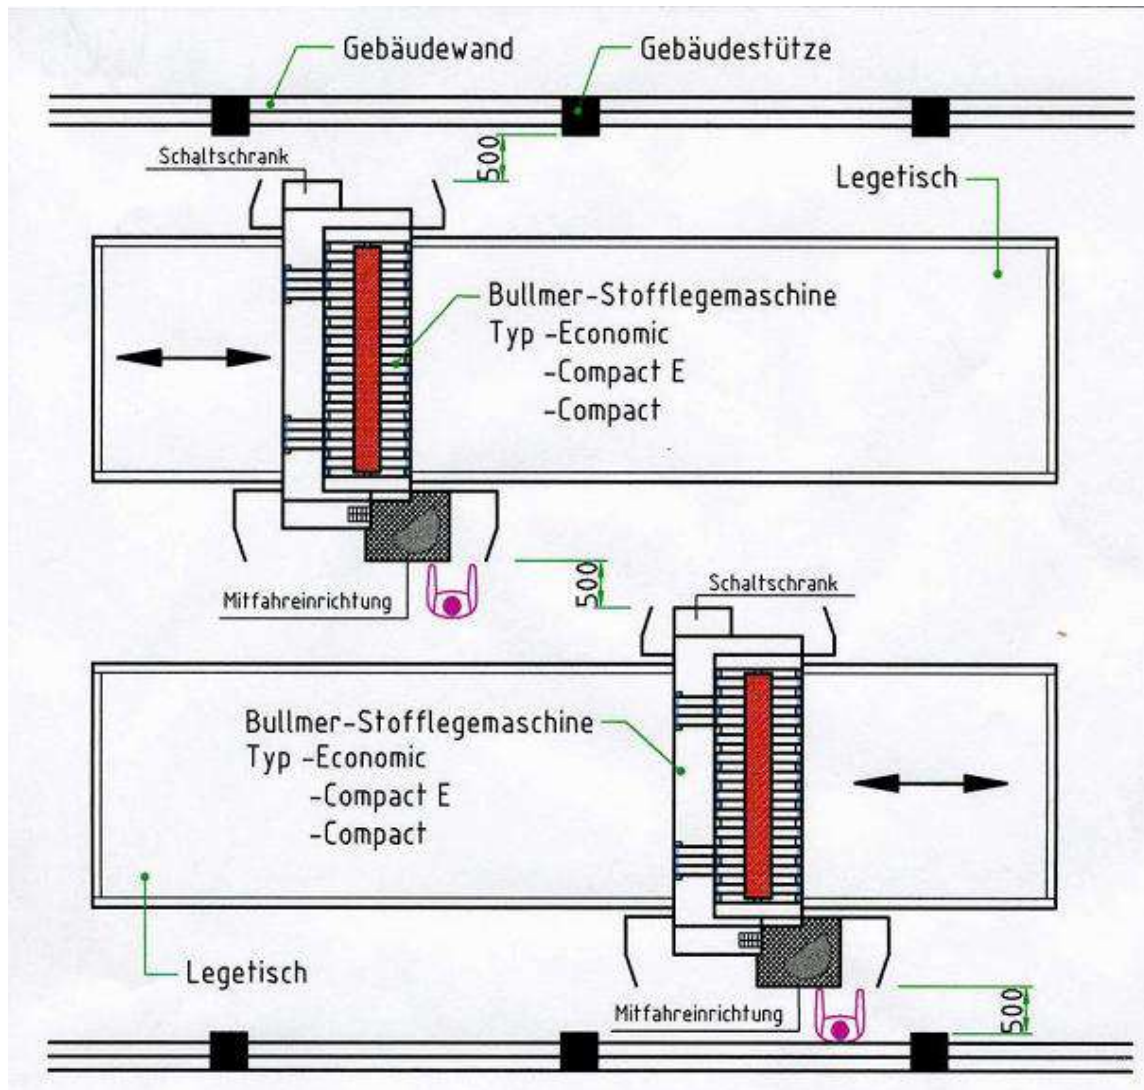 Gebäudewand
Gebäudestütze
Schaltschrank
500
Legetisch
Bullmer-Stofflegemaschine
Typ -Economic
-Compact E
-Compact
Mitfahreinrichtung
500
Schaltschrank
Bullmer-Stofflegemaschine
Typ -Economic
-Compact E
-Compact
Legetisch
Mitfahreinrichtung
500